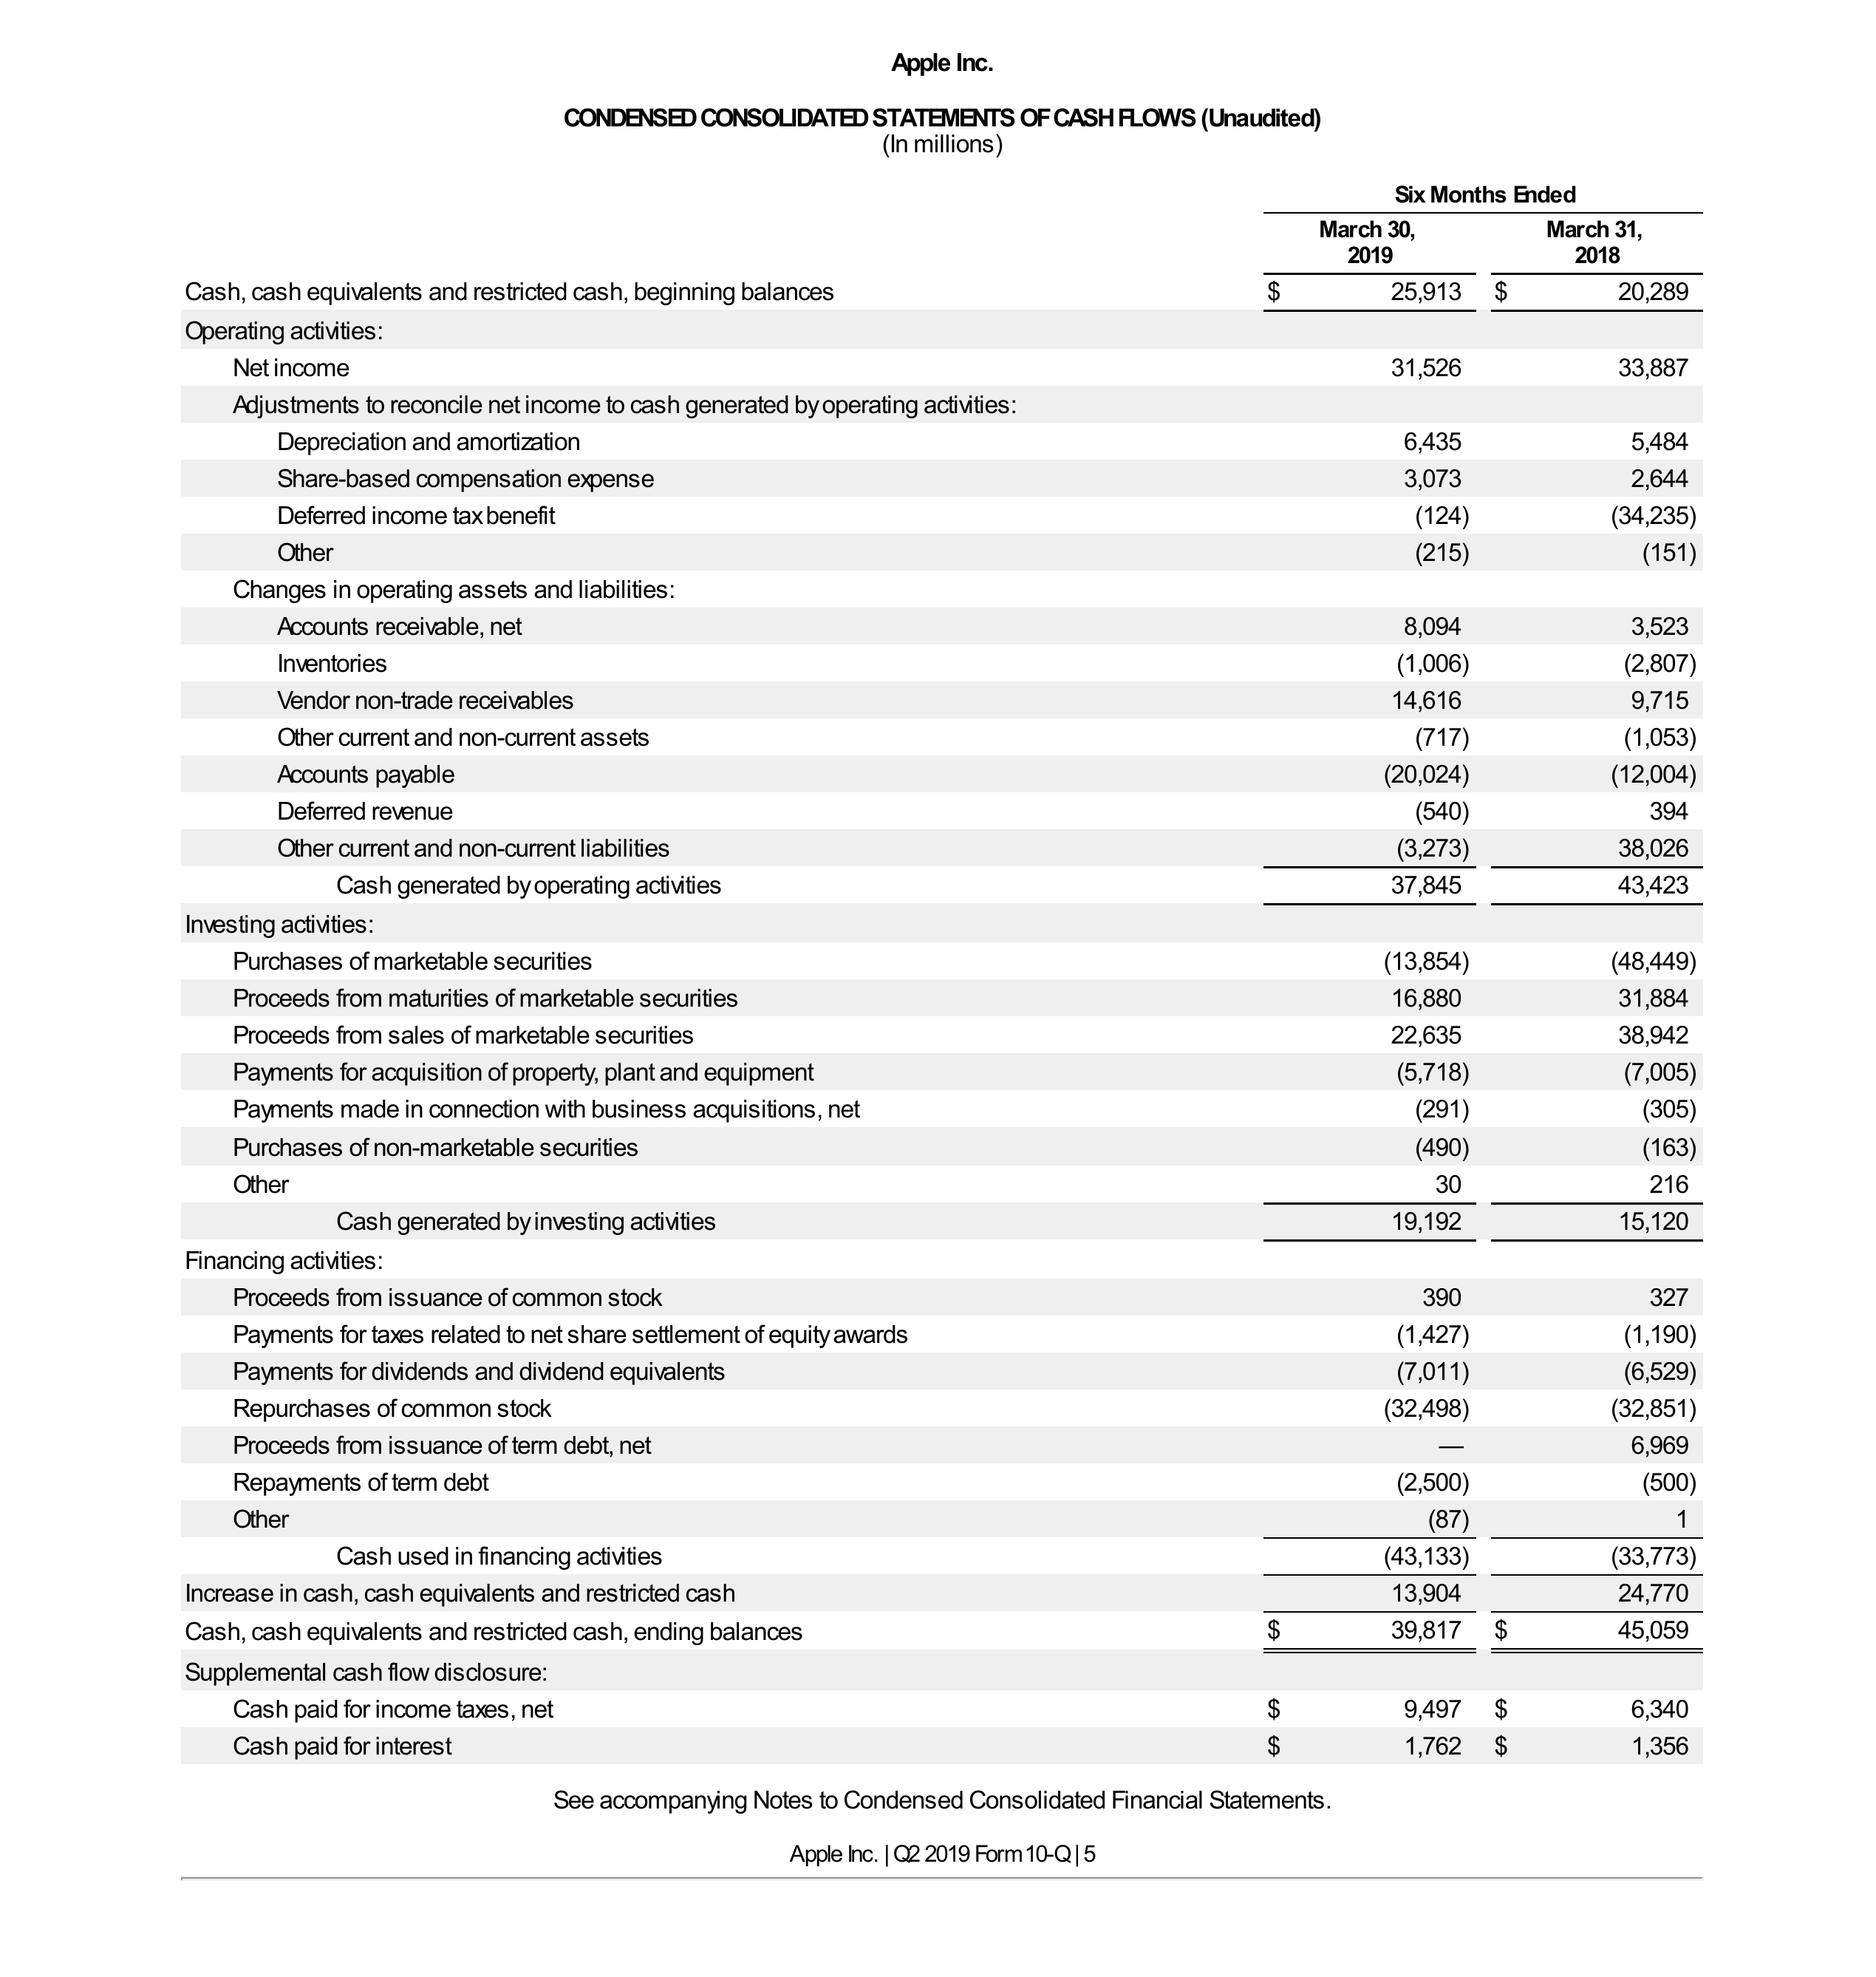 Apple Inc.
CONDENSED CONSOLIDATED STATEMENTS OF CASH FLOWS (Unaudited)
(In millions)
Six Months Ended
March 30, 2019 March 31, 2018
Cash, cash equivalents and restricted cash, beginning balances $ 25,913 $ 20,289
Operating activities:
Net income 31,526 33,887
Adjustments to reconcile net income to cash generated by operating activities:
Depreciation and amortization 6,435 5,484
Share-based compensation expense 3,073 2,644
Deferred income tax benefit (124) (34,235)
Other (215) (151)
Changes in operating assets and liabilities:
Accounts receivable, net 8,094 3,523
Inventories (1,006) (2,807)
Vendor non-trade receivables 14,616 9,715
Other current and non-current assets (717) (1,053)
Accounts payable (20,024) (12,004)
Deferred revenue (540) 394
Other current and non-current liabilities (3,273) 38,026
Cash generated by operating activities 37,845 43,423
Investing activities:
Purchases of marketable securities (13,854) (48,449)
Proceeds from maturities of marketable securities 16,880 31,884
Proceeds from sales of marketable securities 22,635 38,942
Payments for acquisition of property, plant and equipment (5,718) (7,005)
Payments made in connection with business acquisitions, net (291) (305)
Purchases of non-marketable securities (490) (163)
Other 30 216
Cash generated by investing activities 19,192 15,120
Financing activities:
Proceeds from issuance of common stock 390 327
Payments for taxes related to net share settlement of equity awards (1,427) (1,190)
Payments for dividends and dividend equivalents (7,011) (6,529)
Repurchases of common stock (32,498) (32,851)
Proceeds from issuance of term debt, net — 6,969
Repayments of term debt (2,500) (500)
Other (87) 1
Cash used in financing activities (43,133) (33,773)
Increase in cash, cash equivalents and restricted cash 13,904 24,770
Cash, cash equivalents and restricted cash, ending balances $ 39,817 $ 45,059
Supplemental cash flow disclosure:
Cash paid for income taxes, net $ 9,497 $ 6,340
Cash paid for interest $ 1,762 $ 1,356
See accompanying Notes to Condensed Consolidated Financial Statements.
Apple Inc. | Q2 2019 Form 10-Q | 5